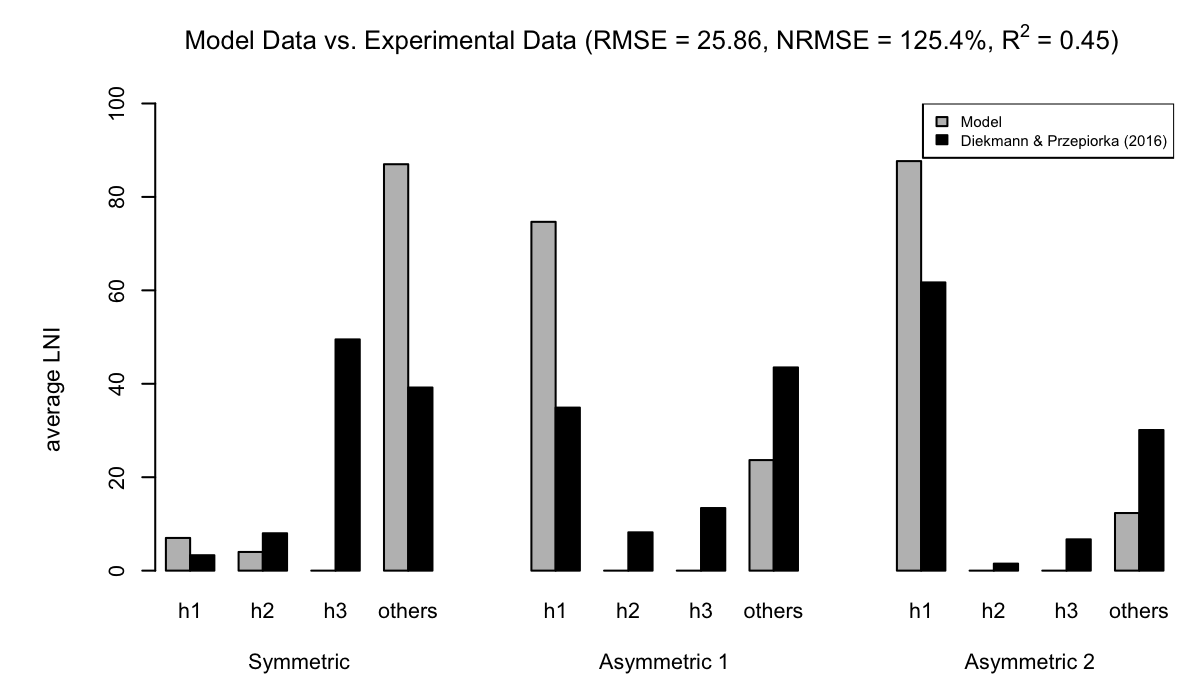 Model Data vs. Experimental Data (RMSE = 25.86, NRMSE = 125.4%, R² = 0.45)
average LNI
100
80
60
40
20
0
Model
Diekmann & Przepiorka (2016)
h1 h2 h3 others h1 h2 h3 others h1 h2 h3 others
Symmetric Asymmetric 1 Asymmetric 2